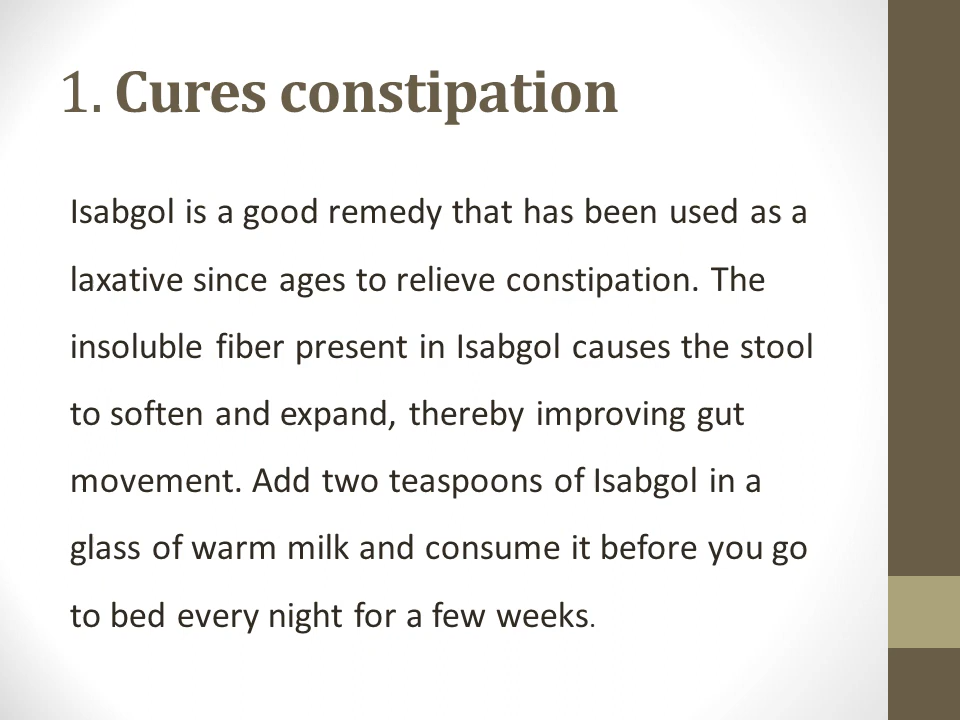 1. Cures constipation
Isabgol is a good remedy that has been used as a
laxative since ages to relieve constipation. The
insoluble fiber present in Isabgol causes the stool
to soften and expand, thereby improving gut
movement. Add two teaspoons of Isabgol in a
glass of warm milk and consume it before you go
to bed every night for a few weeks.